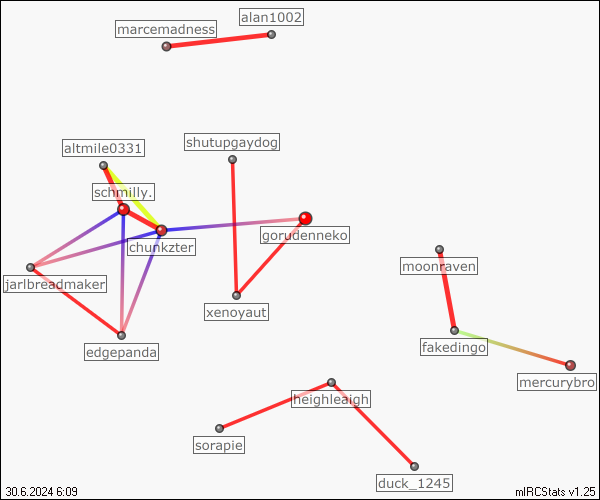 alan1002
marcemadness
shutupgaydog
altmile0331
schmilly.
gorudenneko
chunkzter
moonraven
jarlbreadmaker
xenoyaut
fakedingo
edgepanda
mercurybro
heighleaigh
sorapie
duck_1245
30.6.2024 6:09
mIRCStats v1.25